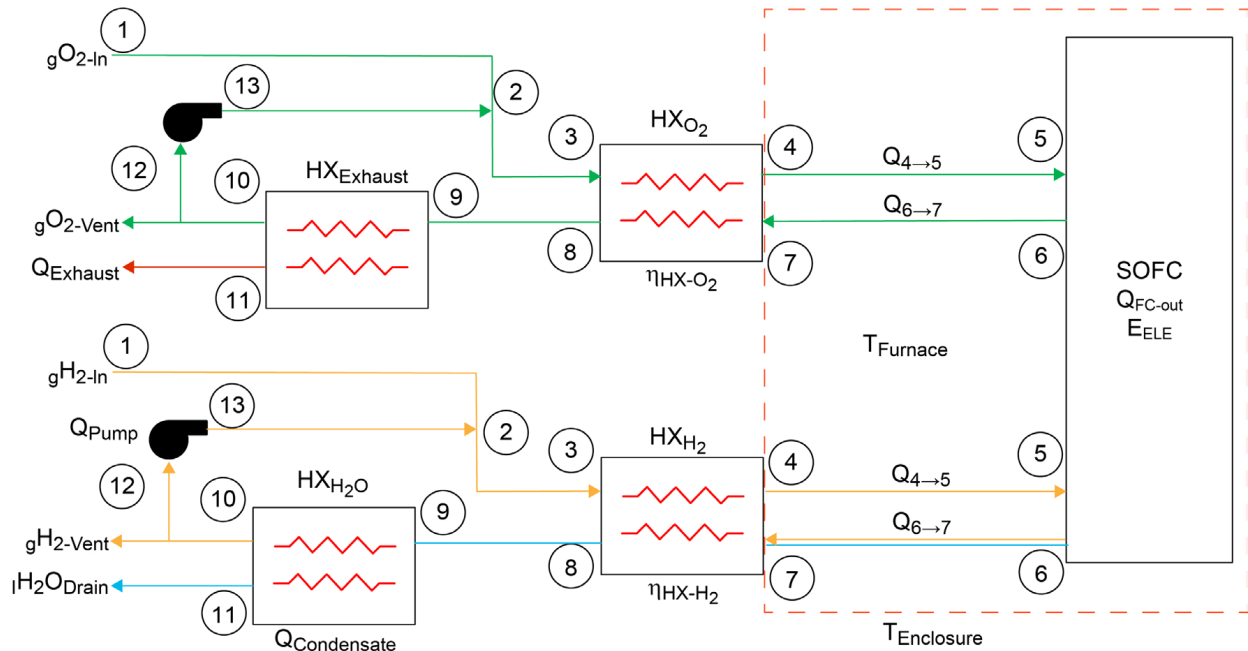 1
gO2-In
13
2
3
HXO2
4
Q4→5
5
12
10
HXExhaust
9
gO2-Vent
Q6→7
QExhaust
11
8
ηHX-O2
7
6
SOFC
QFC-out
EELE
TFurnace
1
gH2-In
13
QPump
2
3
HXH2
4
Q4→5
5
12
10
HXH2O
9
gH2-Vent
Q6→7
lH2ODrain
11
8
ηHX-H2
7
6
QCondensate
TEnclosure